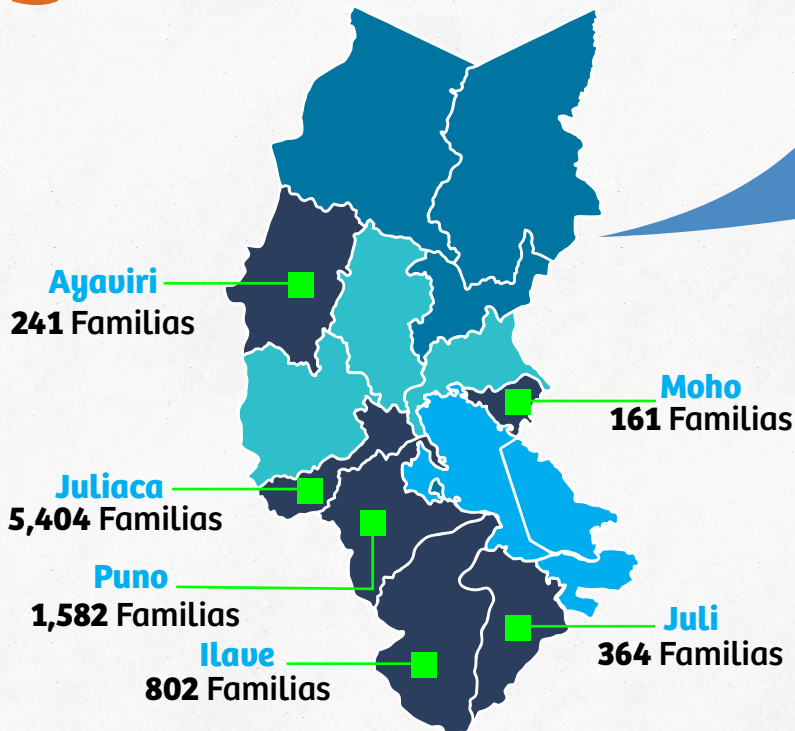 Ayaviri
241 Familias
Moho
161 Familias
Juliaca
5,404 Familias
Puno
1,582 Familias
Juli
364 Familias
Ilave
802 Familias